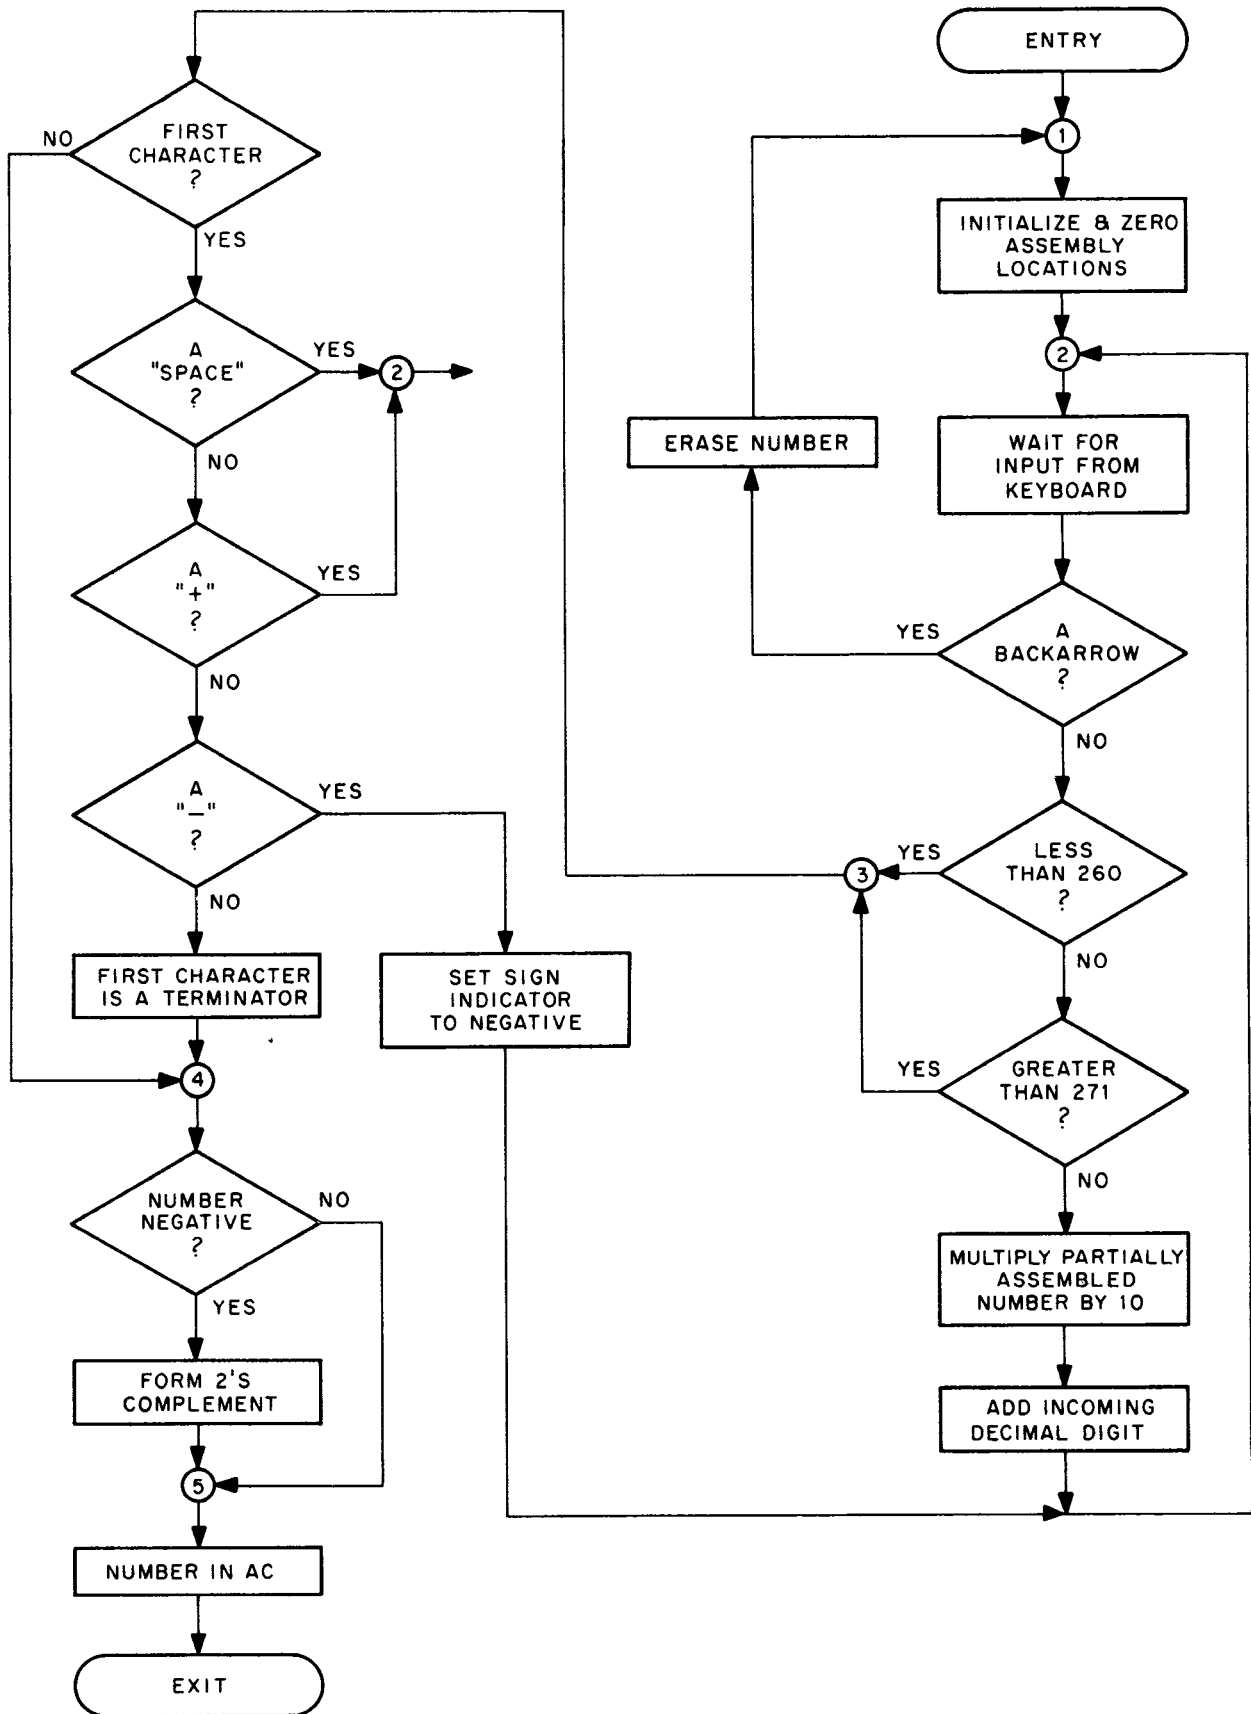 ENTRY
1
INITIALIZE & ZERO
ASSEMBLY
LOCATIONS
2
WAIT FOR
INPUT FROM
KEYBOARD
ERASE NUMBER
A
BACKARROW
?
YES
NO
LESS
THAN 260
?
YES
3
NO
GREATER
THAN 271
?
YES
NO
MULTIPLY PARTIALLY
ASSEMBLED
NUMBER BY 10
ADD INCOMING
DECIMAL DIGIT
FIRST
CHARACTER
?
NO
YES
A
"SPACE"
?
YES
2
NO
A
"+"
?
YES
NO
A
"—"
?
YES
NO
FIRST CHARACTER
IS A TERMINATOR
SET SIGN
INDICATOR
TO NEGATIVE
4
NUMBER
NEGATIVE
?
NO
YES
FORM 2'S
COMPLEMENT
5
NUMBER IN AC
EXIT